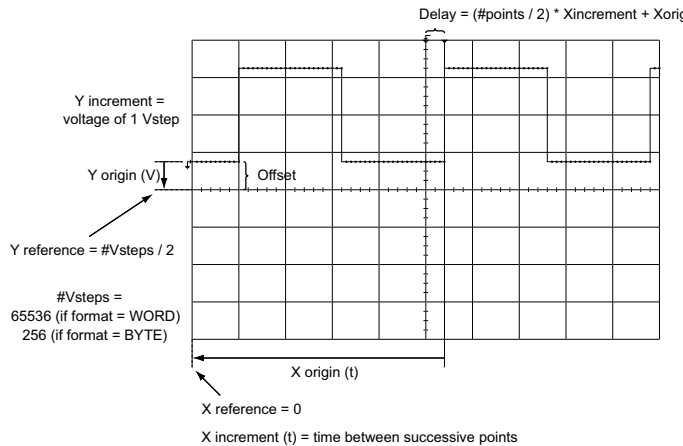 Delay = (#points / 2) * Xincrement + Xorig
Y increment =
voltage of 1 Vstep
Y origin (V)
Offset
Y reference = #Vsteps / 2
#Vsteps =
65536 (if format = WORD)
256 (if format = BYTE)
X origin (t)
X reference = 0
X increment (t) = time between successive points